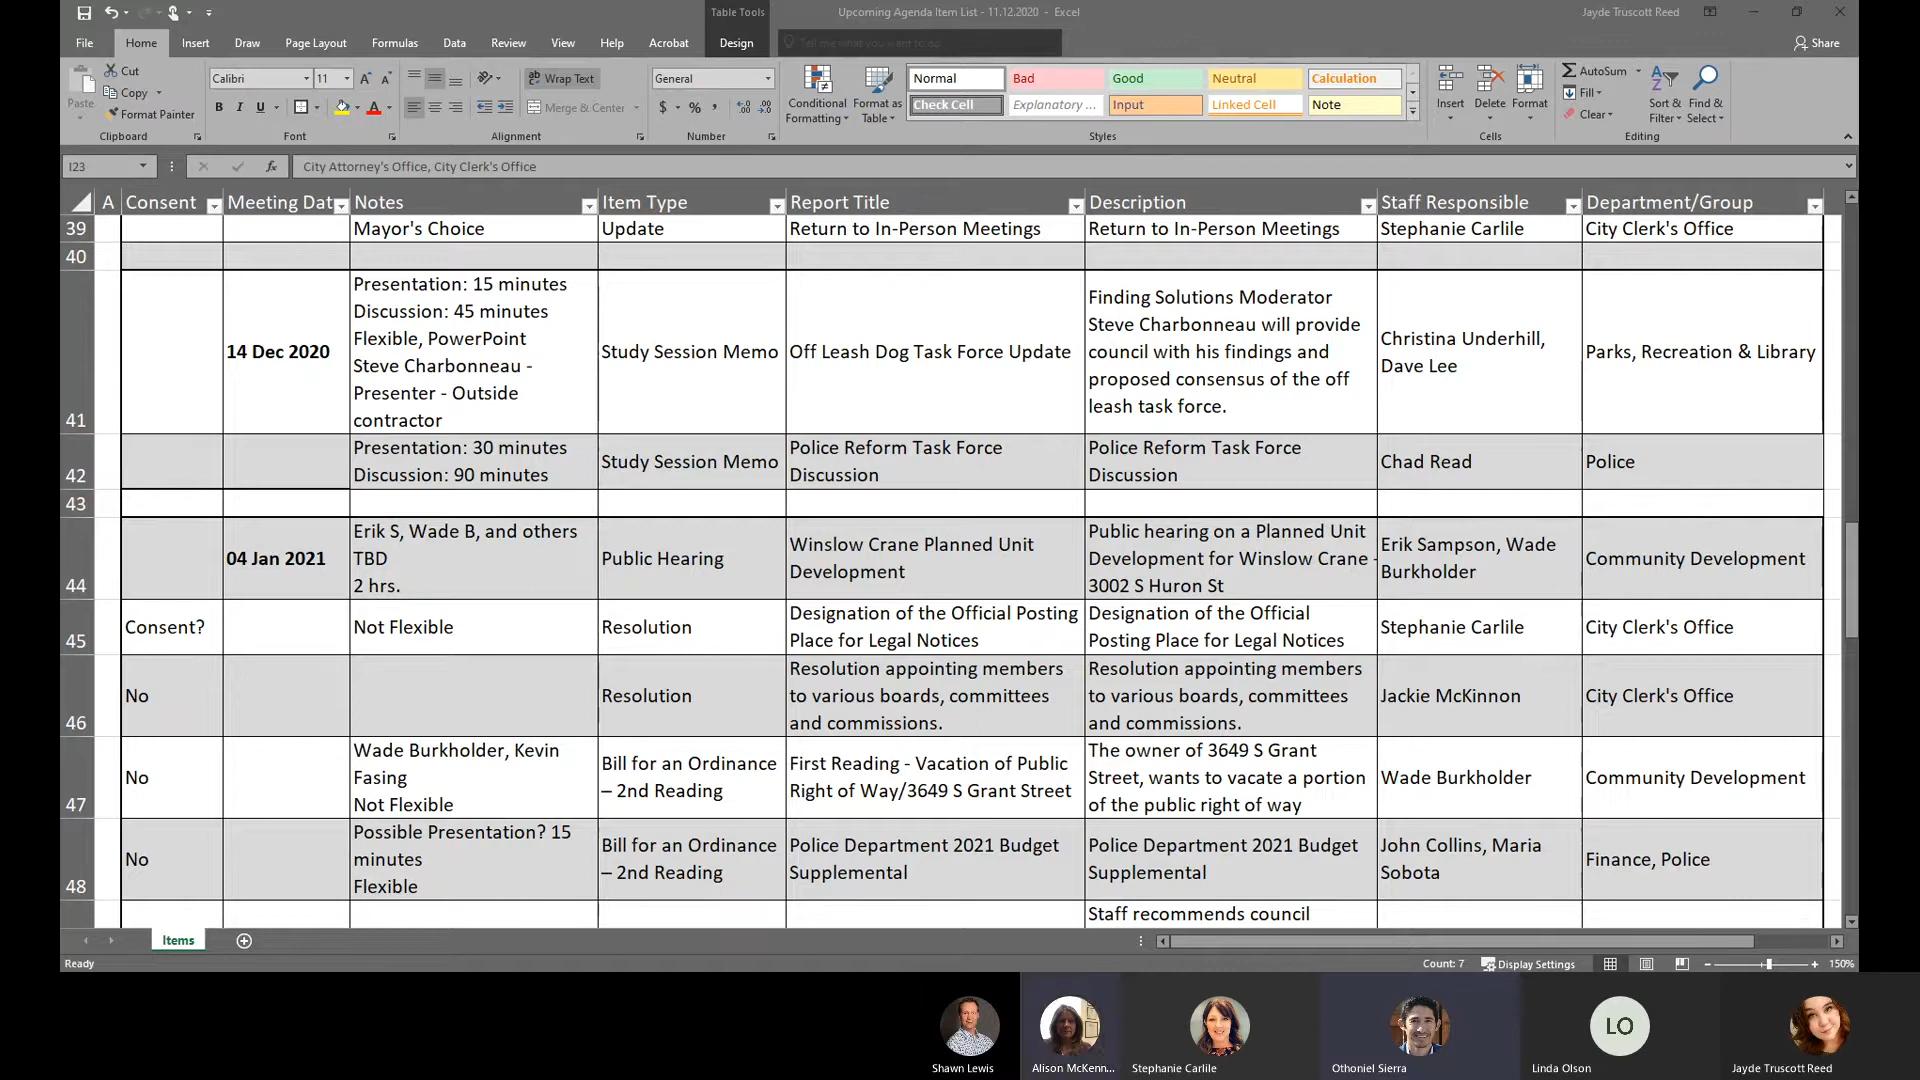 Table Tools
Upcoming Agenda Item List - 11.12.2020 - Excel
Jayde Truscott Reed
File Home Insert Draw Page Layout Formulas Data Review View Help Acrobat Design Tell me what you want to do Share
Paste
Cut
Copy
Format Painter
Calibri 11
B I U
Wrap Text
Merge & Center
General
$ % ,
Conditional Formatting
Format as Table
Normal Bad Good Neutral Calculation
Check Cell Explanatory ... Input Linked Cell Note
Insert Delete Format
AutoSum
Fill
Clear
Sort & Filter
Find & Select
Clipboard Font Alignment Number Styles Cells Editing
I23 fx City Attorney's Office, City Clerk's Office
A Consent Meeting Dat Notes Item Type Report Title Description Staff Responsible Department/Group
39 Mayor's Choice Update Return to In-Person Meetings Return to In-Person Meetings Stephanie Carlile City Clerk's Office
40
41
14 Dec 2020
Presentation: 15 minutes
Discussion: 45 minutes
Flexible, PowerPoint
Steve Charbonneau -
Presenter - Outside
contractor
Study Session Memo
Off Leash Dog Task Force Update
Finding Solutions Moderator
Steve Charbonneau will provide
council with his findings and
proposed consensus of the off
leash task force.
Christina Underhill,
Dave Lee
Parks, Recreation & Library
42
Presentation: 30 minutes
Discussion: 90 minutes
Study Session Memo
Police Reform Task Force
Discussion
Police Reform Task Force
Discussion
Chad Read
Police
43
44
04 Jan 2021
Erik S, Wade B, and others
TBD
2 hrs.
Public Hearing
Winslow Crane Planned Unit
Development
Public hearing on a Planned Unit
Development for Winslow Crane -
3002 S Huron St
Erik Sampson, Wade
Burkholder
Community Development
45
Consent?
Not Flexible
Resolution
Designation of the Official Posting
Place for Legal Notices
Designation of the Official
Posting Place for Legal Notices
Stephanie Carlile
City Clerk's Office
46
No
Resolution
Resolution appointing members
to various boards, committees
and commissions.
Resolution appointing members
to various boards, committees
and commissions.
Jackie McKinnon
City Clerk's Office
47
No
Wade Burkholder, Kevin
Fasing
Not Flexible
Bill for an Ordinance
– 2nd Reading
First Reading - Vacation of Public
Right of Way/3649 S Grant Street
The owner of 3649 S Grant
Street, wants to vacate a portion
of the public right of way
Wade Burkholder
Community Development
48
No
Possible Presentation? 15
minutes
Flexible
Bill for an Ordinance
– 2nd Reading
Police Department 2021 Budget
Supplemental
Police Department 2021 Budget
Supplemental
John Collins, Maria
Sobota
Finance, Police
Staff recommends council
Items
Ready
Count: 7 Display Settings 150%
LO
Shawn Lewis
Alison McKenn...
Stephanie Carlile
Othoniel Sierra
Linda Olson
Jayde Truscott Reed